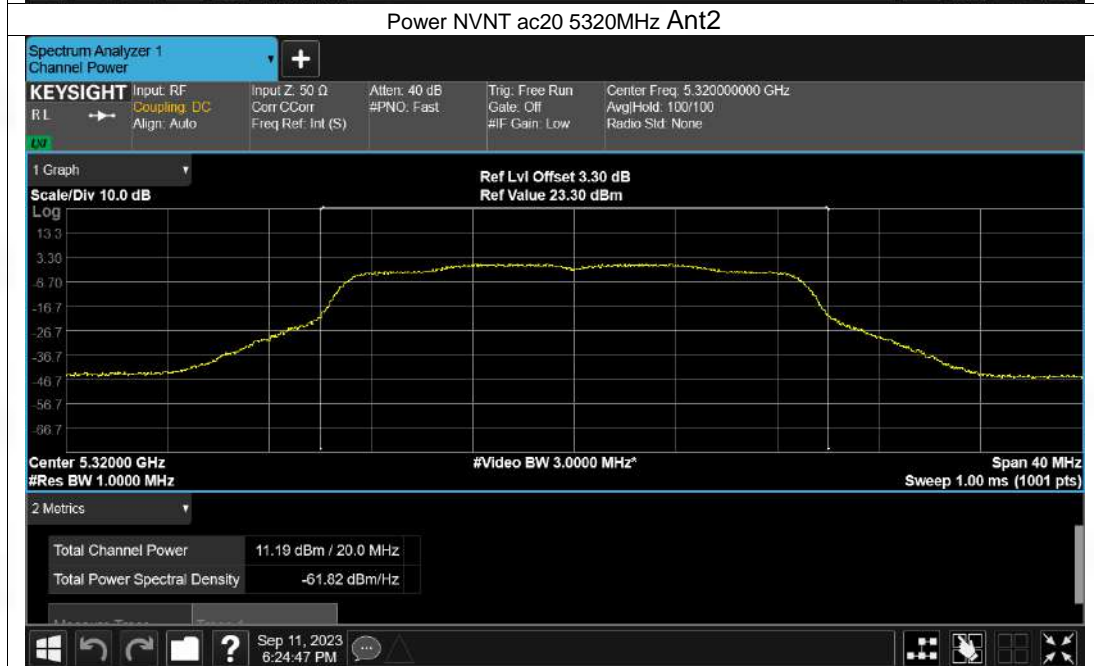 Power NVNT ac20 5320MHz Ant2
Spectrum Analyzer 1
Channel Power
+
KEYSIGHT
Input: RF
Coupling: DC
Align: Auto
RL
LXI
Input Z: 50 Ω
Corr CCorr
Freq Ref: Int (S)
Atten: 40 dB
#PNO: Fast
Trig: Free Run
Gate: Off
#IF Gain: Low
Center Freq: 5.320000000 GHz
Avg|Hold: 100/100
Radio Std: None
1 Graph
Scale/Div 10.0 dB
Ref Lvl Offset 3.30 dB
Ref Value 23.30 dBm
Log
13.3
3.30
-6.70
-16.7
-26.7
-36.7
-46.7
-56.7
-66.7
Center 5.32000 GHz
#Video BW 3.0000 MHz*
Span 40 MHz
#Res BW 1.0000 MHz
Sweep 1.00 ms (1001 pts)
2 Metrics
Total Channel Power 11.19 dBm / 20.0 MHz
Total Power Spectral Density -61.82 dBm/Hz
?
Sep 11, 2023
6:24:47 PM